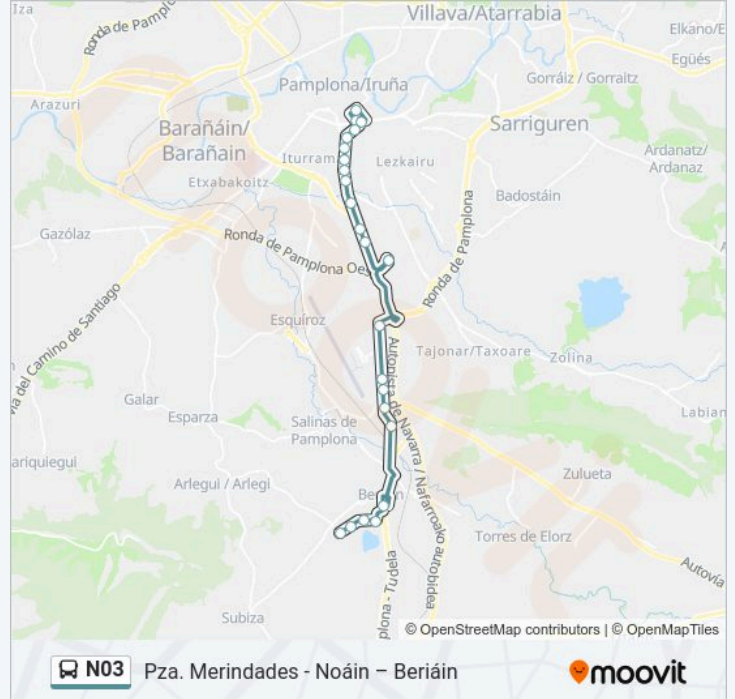 Iza
Villava/Atarrabia
Ronda de Pamplona
Elkano/E
Egüés
Pamplona/Iruña
Gorráiz / Gorraitz
Arazuri
Barañáin/
Barañain
Sarriguren
Iturram
Lezkairu
Ardanatz/
Ardanaz
Etxabakoitz
Badostáin
Gazólaz
Ronda de Pamplona Oes
Ronda de Pamplona
Esquíroz
vía del Camino de Santiago
Autopista de Navarra / Nafarroako autobidea
Tajonar/Taxoare
Zolina
Galar
Esparza
Salinas de
Pamplona
Labian
ariquiegui
Arlegui / Arlegi
Zulueta
Torres de Elorz
plona - Tudela
Autovía
Subiza
© OpenStreetMap contributors | © OpenMapTiles
N03 Pza. Merindades - Noáin – Beriáin
moovit